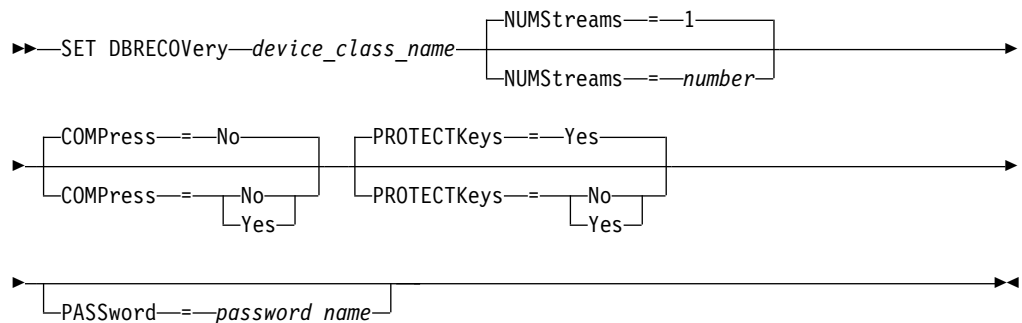 NUMStreams = 1
SET DBRECOVery device_class_name
NUMStreams = number
COMPress = No PROTECTKeys = Yes
COMPress = No PROTECTKeys = No
Yes Yes
PASSword = password name